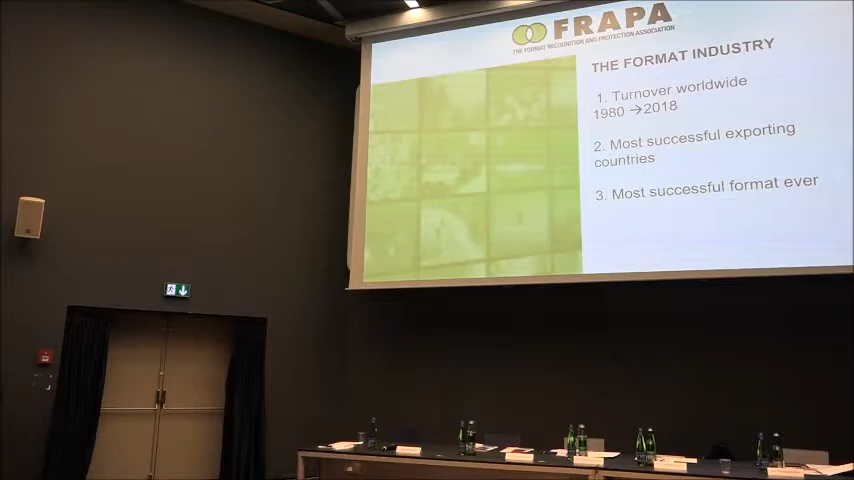 FRAPA
THE FORMAT RECOGNITION AND PROTECTION ASSOCIATION
THE FORMAT INDUSTRY
1. Turnover worldwide
1980 →2018
2. Most successfully exporting
countries
3. Most successful format ever